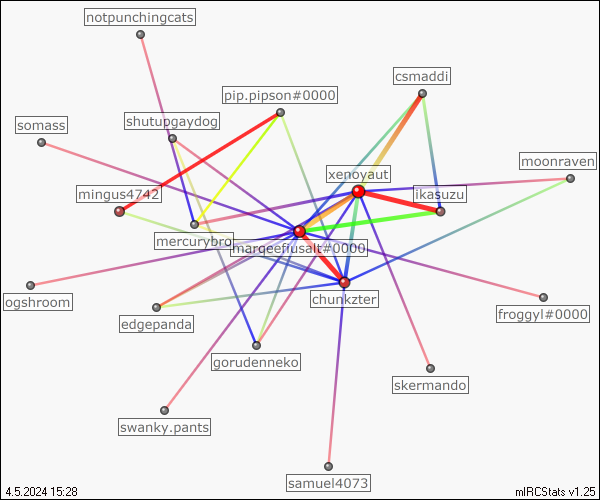 notpunchingcats
csmaddi
pip.pipson#0000
shutupgaydog
somass
moonraven
xenoyaut
mingus4742
ikasuzu
mercurybro
margeefusalt#0000
ogshroom
chunkzter
froggyl#0000
edgepanda
gorudenneko
skermando
swanky.pants
samuel4073
4.5.2024 15:28
mIRCStats v1.25